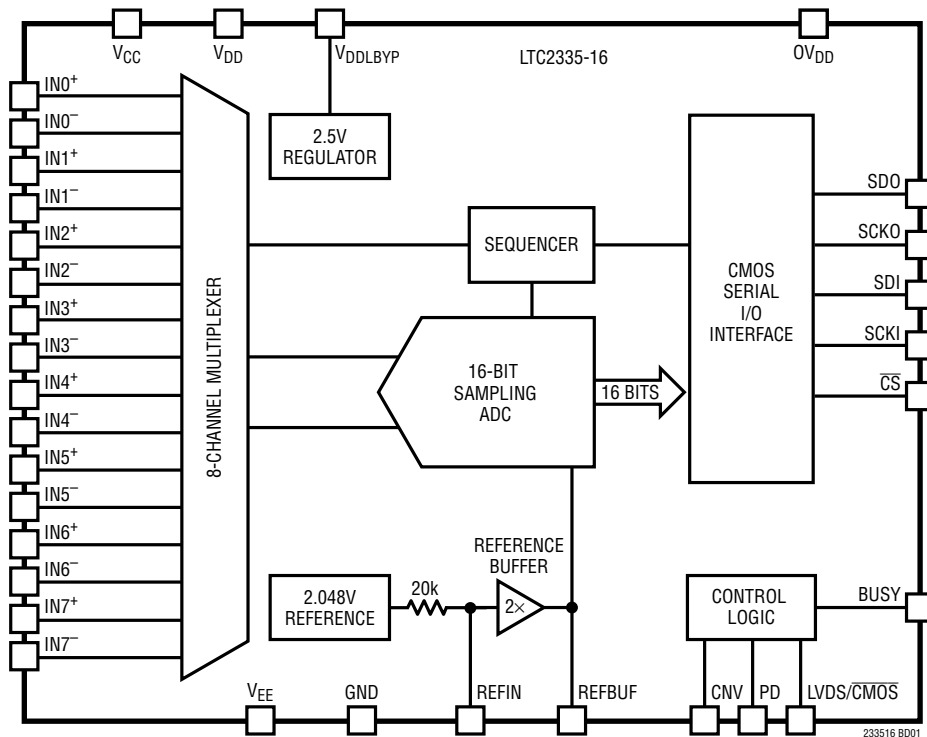 LTC2335-16
V_CC
V_DD
V_DDLBYP
OV_DD
IN0⁺
IN0⁻
IN1⁺
IN1⁻
IN2⁺
IN2⁻
IN3⁺
IN3⁻
IN4⁺
IN4⁻
IN5⁺
IN5⁻
IN6⁺
IN6⁻
IN7⁺
IN7⁻
8-CHANNEL MULTIPLEXER
2.5V
REGULATOR
SEQUENCER
16-BIT
SAMPLING
ADC
16 BITS
CMOS
SERIAL
I/O
INTERFACE
SDO
SCKO
SDI
SCKI
C̅S̅
2.048V
REFERENCE
20k
REFERENCE
BUFFER
2×
CONTROL
LOGIC
BUSY
V_EE
GND
REFIN
REFBUF
CNV
PD
LVDS/C̅M̅O̅S̅
233516 BD01